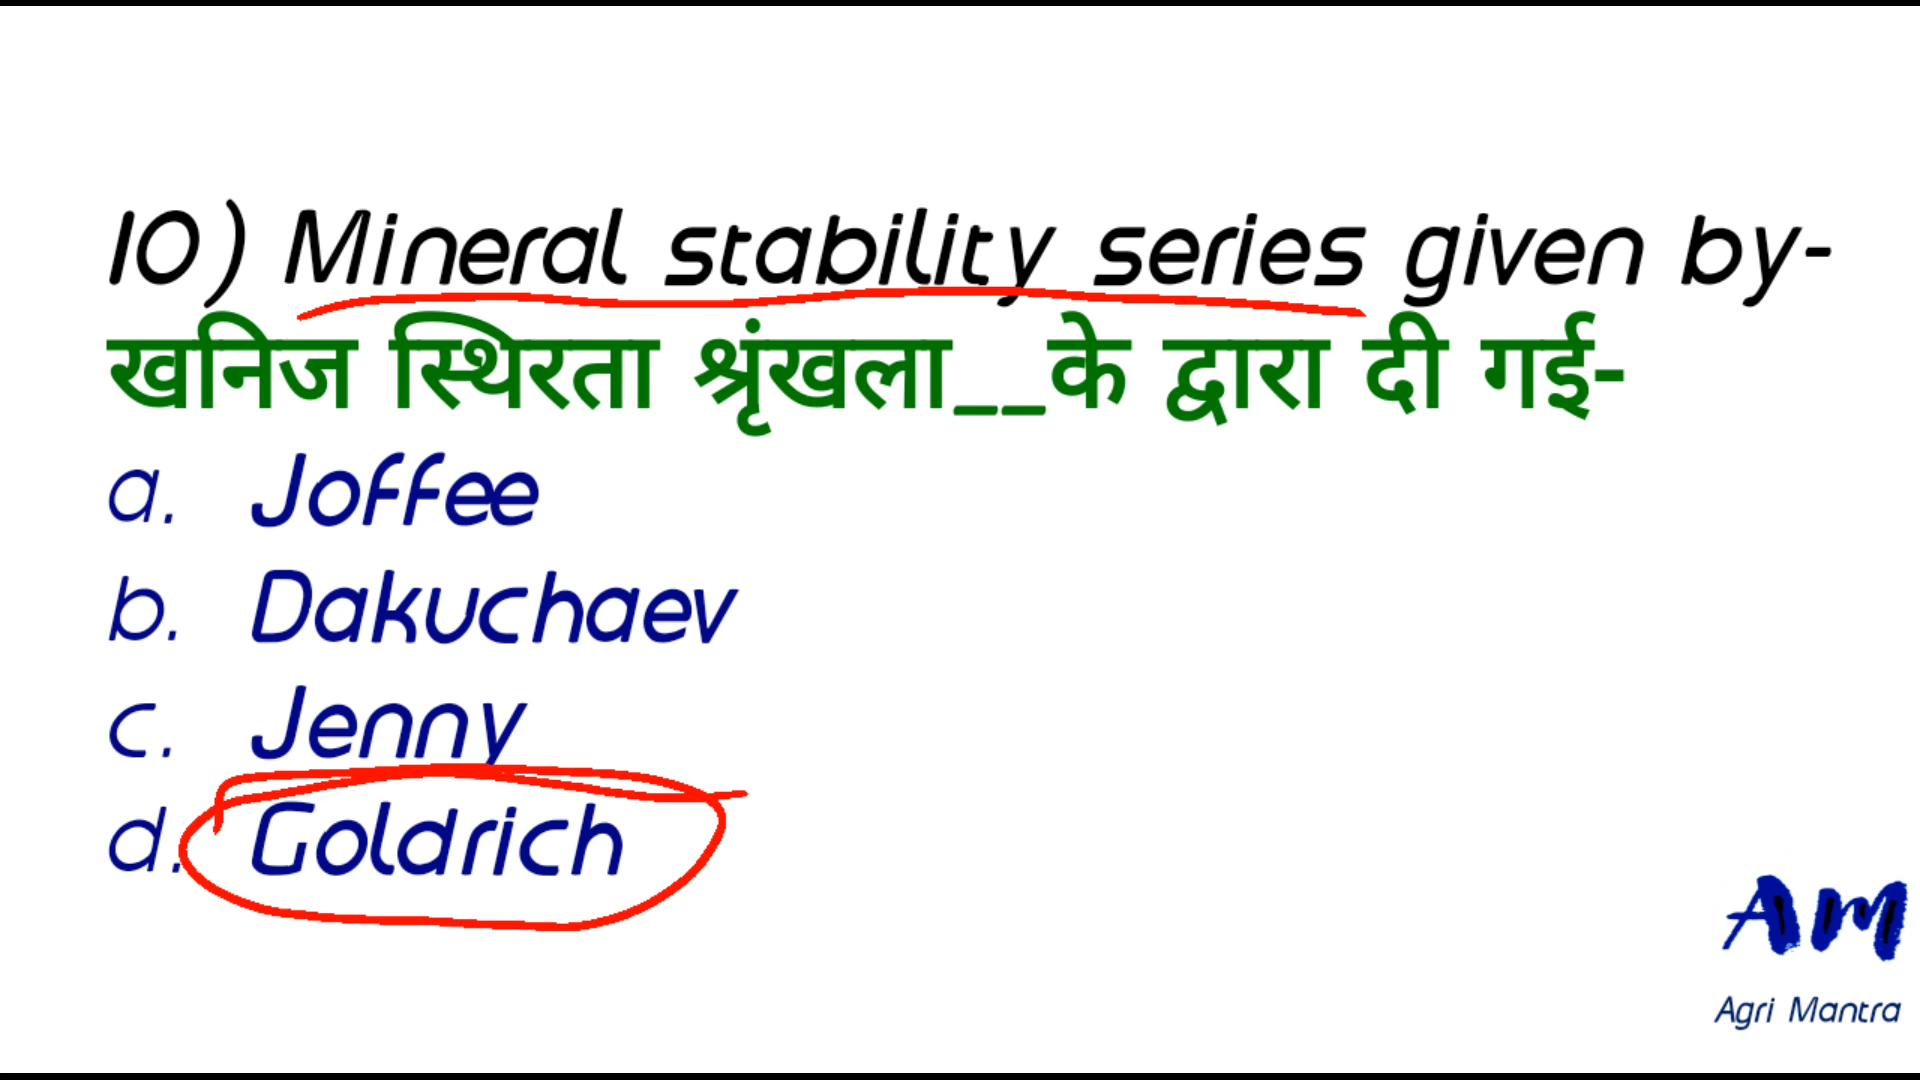 10) Mineral stability series given by-
खनिज स्थिरता श्रृंखला__के द्वारा दी गई-
a. Joffee
b. Dakuchaev
c. Jenny
d. Goldrich
AM
Agri Mantra